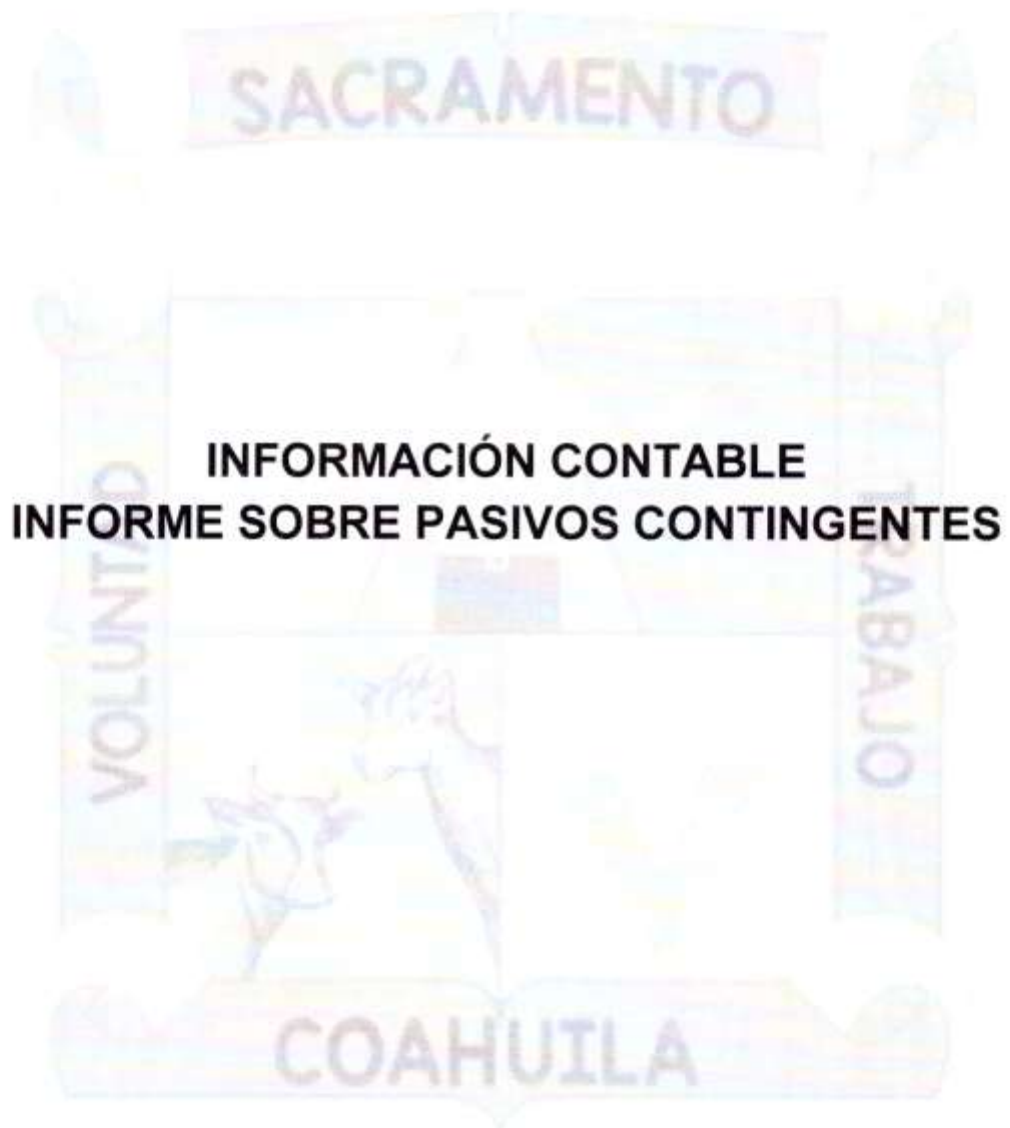 SACRAMENTO
INFORMACIÓN CONTABLE
INFORME SOBRE PASIVOS CONTINGENTES
VOLUNTAD
TRABAJO
COAHUILA